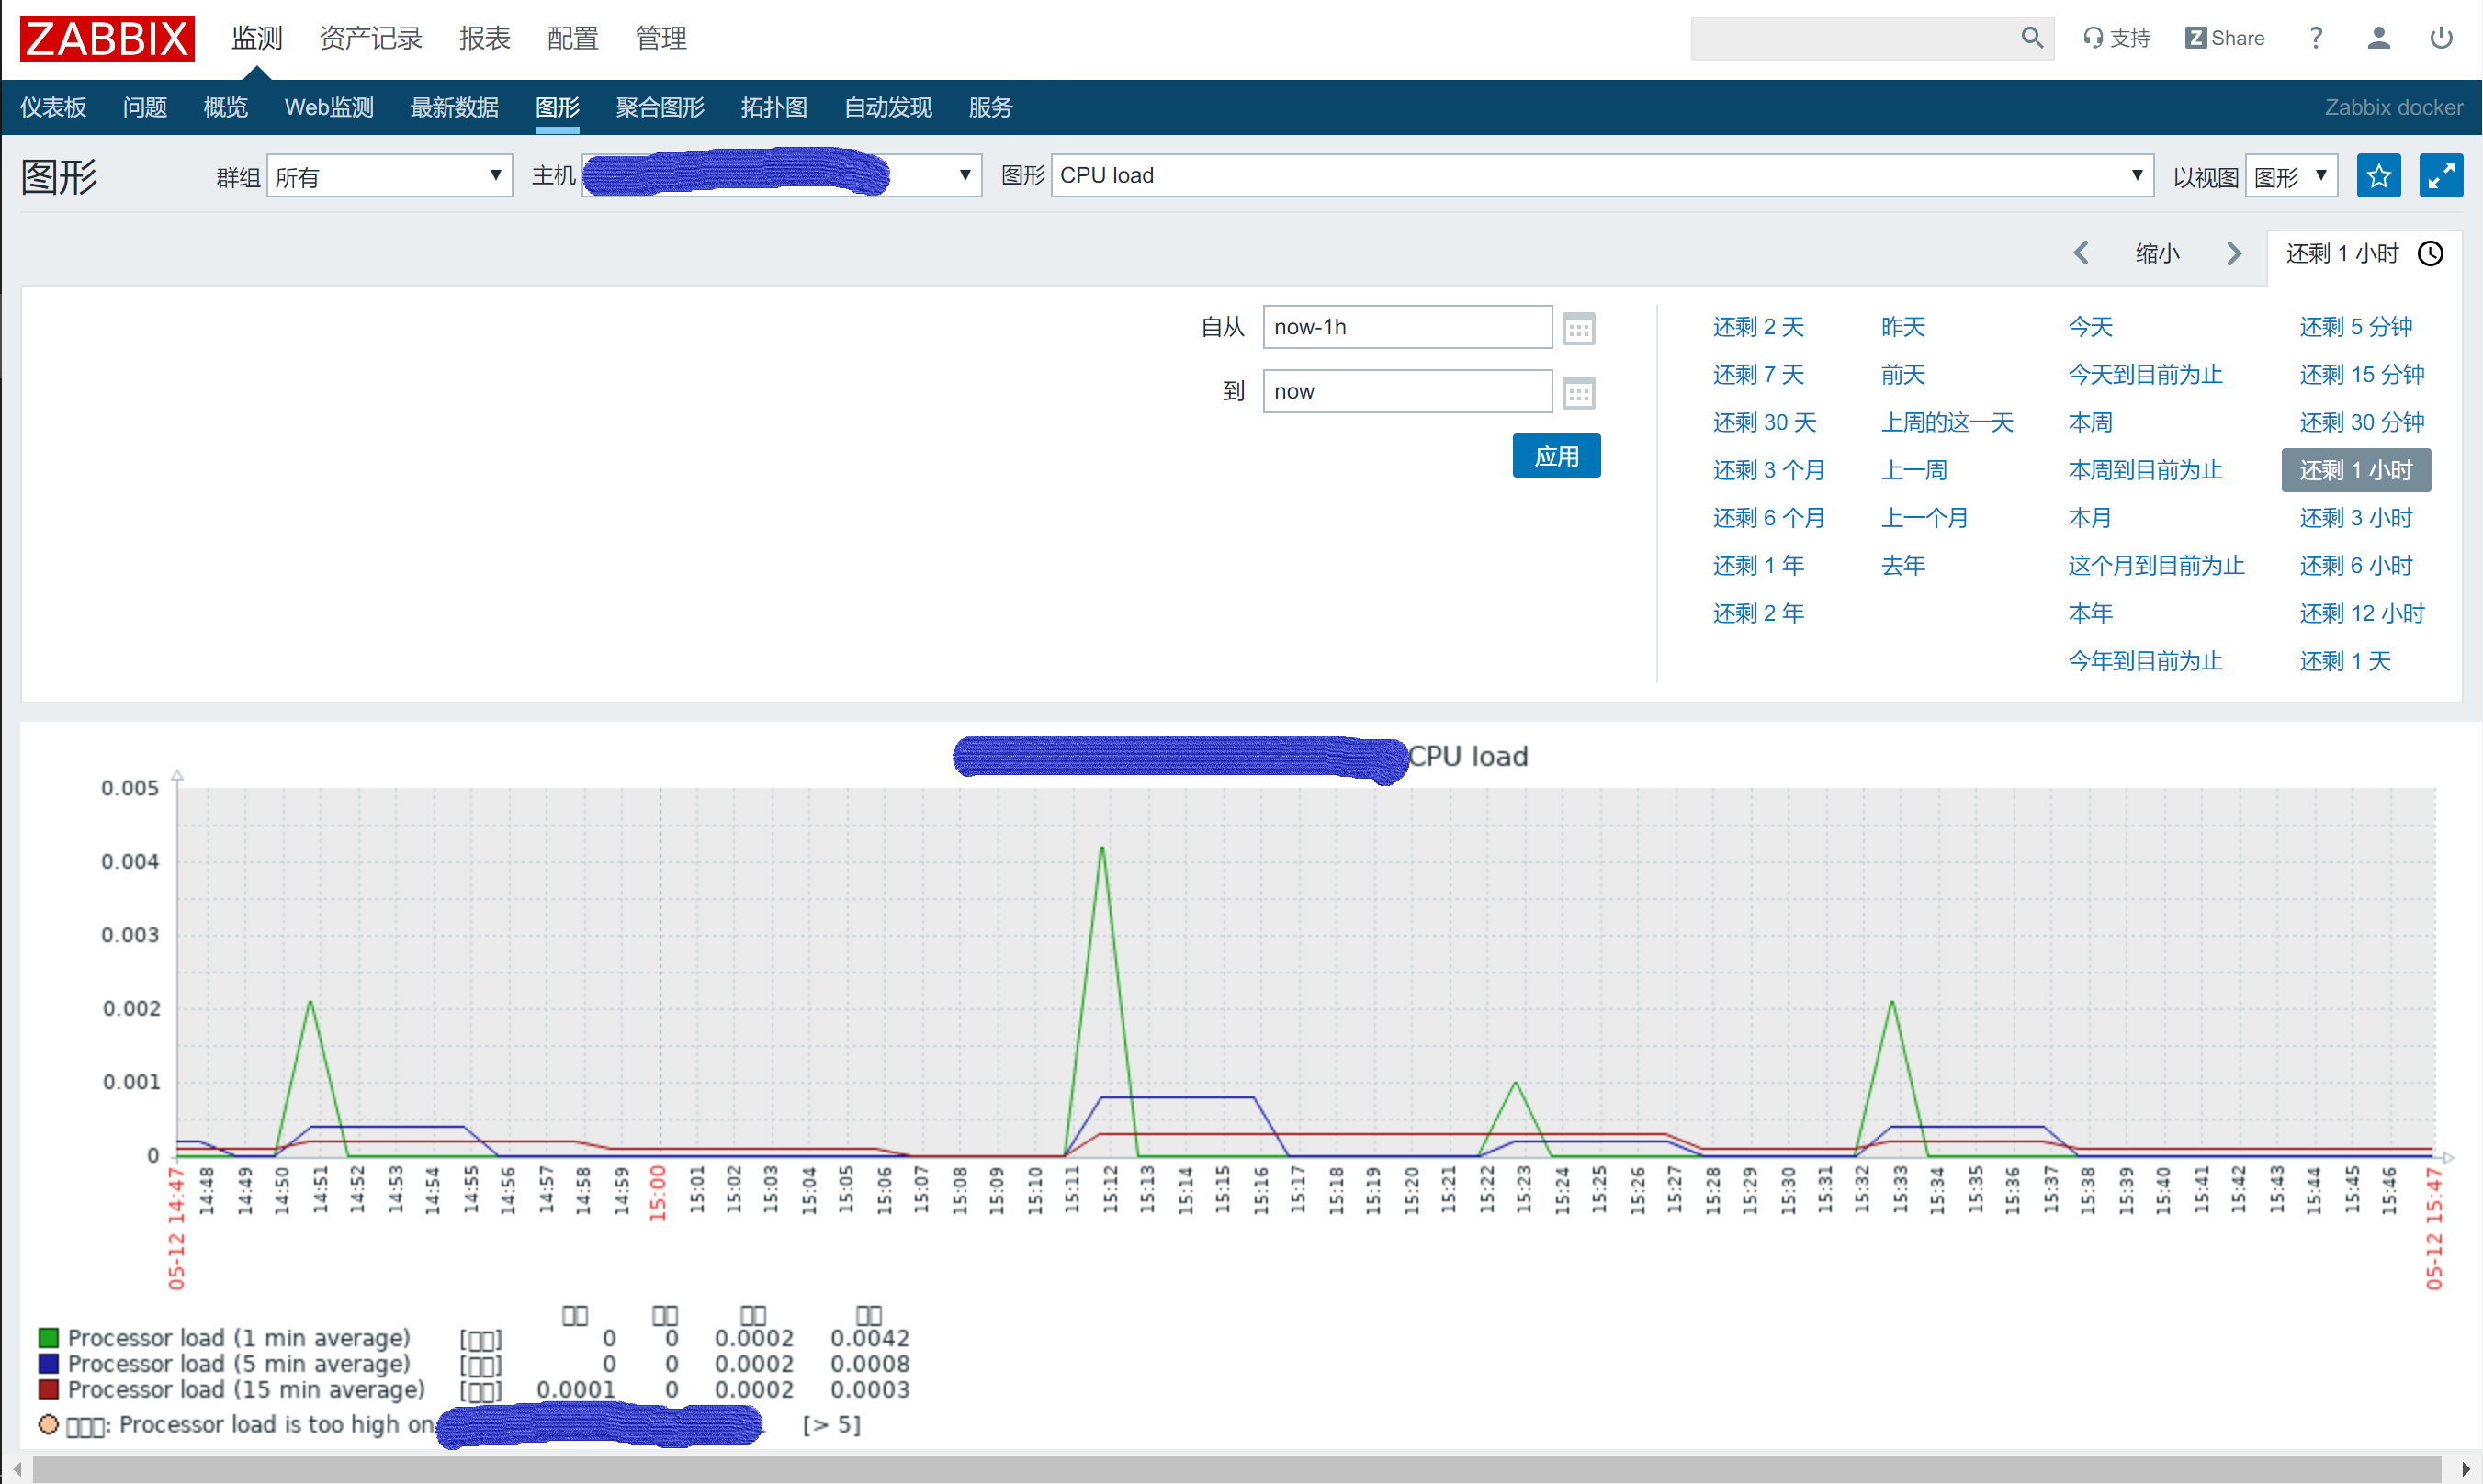 ZABBIX 监测 资产记录 报表 配置 管理 支持 Z Share ?
仪表板 问题 概览 Web监测 最新数据 图形 聚合图形 拓扑图 自动发现 服务 Zabbix docker
图形 群组 所有 主机 图形 CPU load 以视图 图形
缩小 还剩 1 小时
自从 now-1h
到 now
应用
还剩 2 天 昨天 今天 还剩 5 分钟
还剩 7 天 前天 今天到目前为止 还剩 15 分钟
还剩 30 天 上周的这一天 本周 还剩 30 分钟
还剩 3 个月 上一周 本周到目前为止 还剩 1 小时
还剩 6 个月 上一个月 本月 还剩 3 小时
还剩 1 年 去年 这个月到目前为止 还剩 6 小时
还剩 2 年 本年 还剩 12 小时
今年到目前为止 还剩 1 天
CPU load
0.005
0.004
0.003
0.002
0.001
0
05-12 14:47 14:48 14:49 14:50 14:51 14:52 14:53 14:54 14:55 14:56 14:57 14:58 14:59 15:00 15:01 15:02 15:03 15:04 15:05 15:06 15:07 15:08 15:09 15:10 15:11 15:12 15:13 15:14 15:15 15:16 15:17 15:18 15:19 15:20 15:21 15:22 15:23 15:24 15:25 15:26 15:27 15:28 15:29 15:30 15:31 15:32 15:33 15:34 15:35 15:36 15:37 15:38 15:39 15:40 15:41 15:42 15:43 15:44 15:45 15:46 05-12 15:47
Processor load (1 min average) [□□] 0 0 0.0002 0.0042
Processor load (5 min average) [□□] 0 0 0.0002 0.0008
Processor load (15 min average) [□□] 0.0001 0 0.0002 0.0003
□□□: Processor load is too high on [> 5]